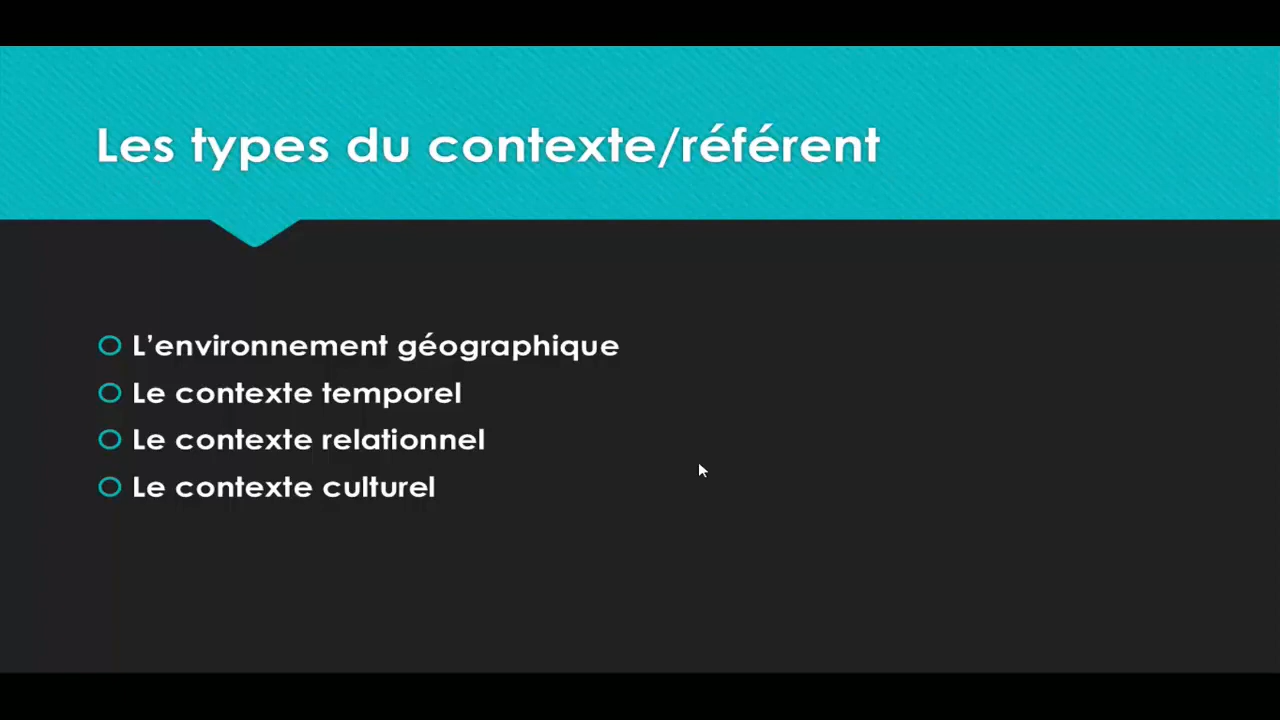 Les types du contexte/référent
L’environnement géographique
Le contexte temporel
Le contexte relationnel
Le contexte culturel